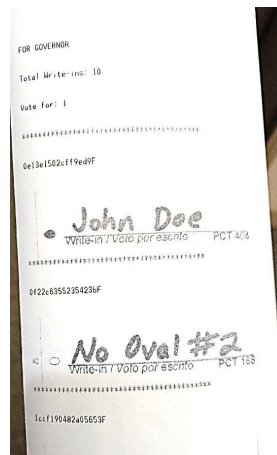 FOR GOVERNOR
Total Write-ins: 10
Vote for: 1
****************************************
0e13e1502cff9ed9F
John Doe
Write-in / Voto por escrito PCT 404
****************************************
0f22c6355235423bF
No Oval #2
Write-in / Voto por escrito PCT 168
****************************************
1ccf190482a05653F